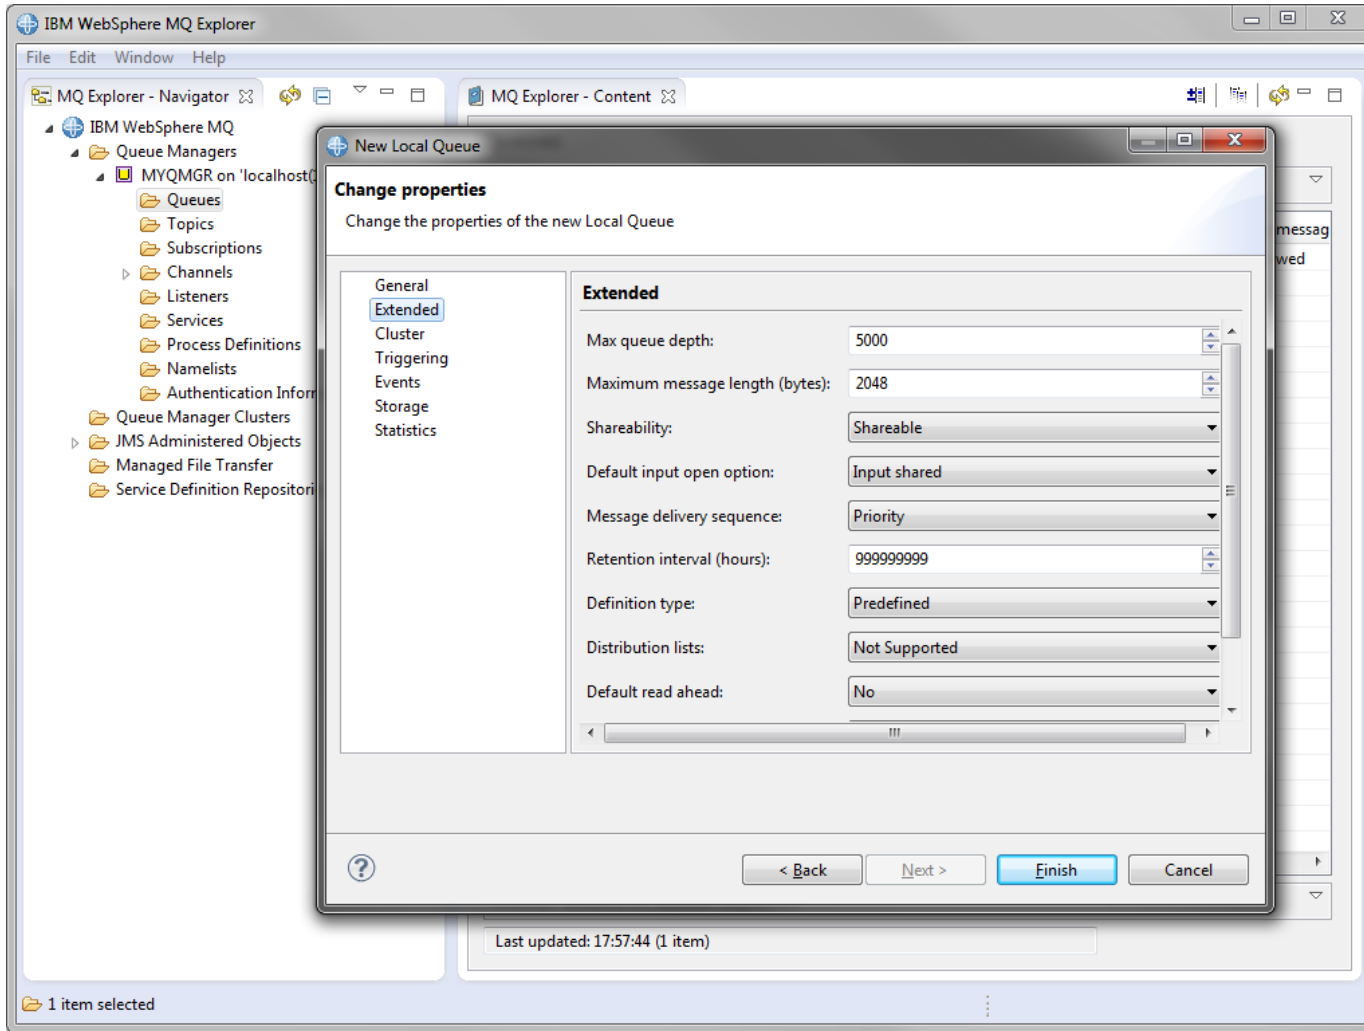 IBM WebSphere MQ Explorer
File Edit Window Help
MQ Explorer - Navigator
IBM WebSphere MQ
Queue Managers
MYQMGR on 'localhost(
Queues
Topics
Subscriptions
Channels
Listeners
Services
Process Definitions
Namelists
Authentication Inforr
Queue Manager Clusters
JMS Administered Objects
Managed File Transfer
Service Definition Repositori
MQ Explorer - Content
messag
wed
New Local Queue
Change properties
Change the properties of the new Local Queue
General
Extended
Cluster
Triggering
Events
Storage
Statistics
Extended
Max queue depth: 5000
Maximum message length (bytes): 2048
Shareability: Shareable
Default input open option: Input shared
Message delivery sequence: Priority
Retention interval (hours): 999999999
Definition type: Predefined
Distribution lists: Not Supported
Default read ahead: No
< Back Next > Finish Cancel
Last updated: 17:57:44 (1 item)
1 item selected